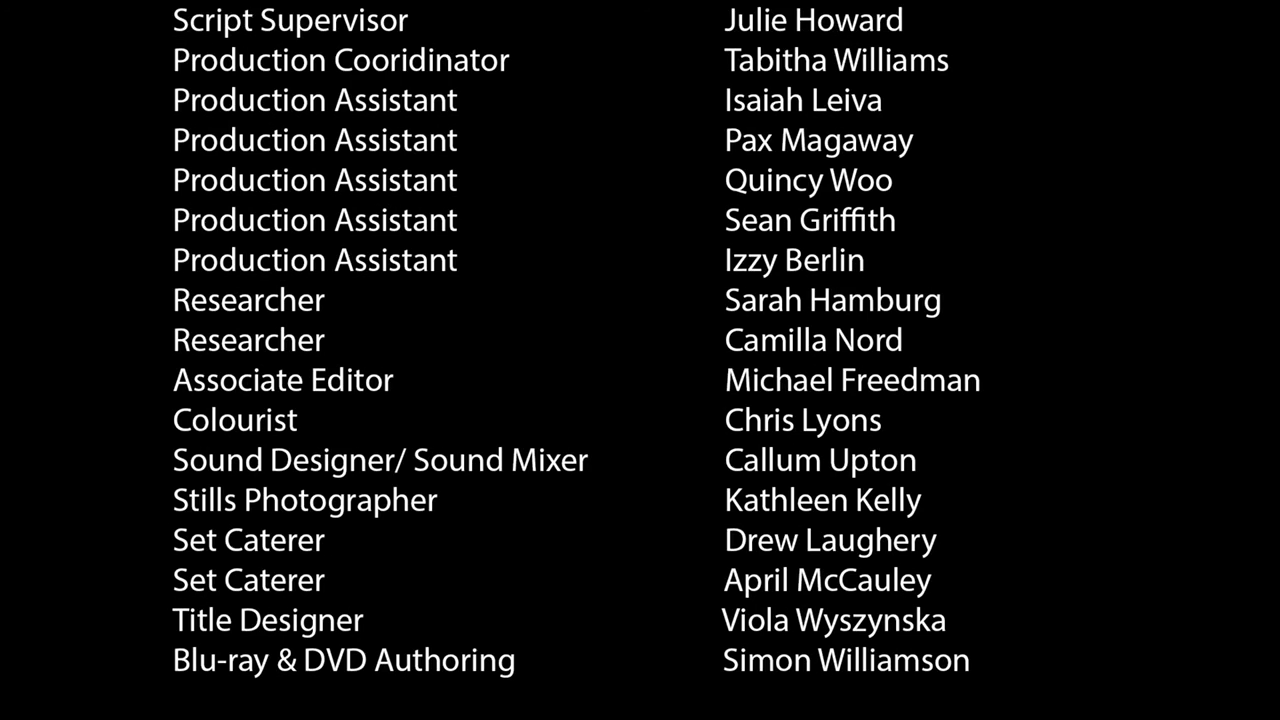 Script Supervisor Julie Howard
Production Cooridinator Tabitha Williams
Production Assistant Isaiah Leiva
Production Assistant Pax Magaway
Production Assistant Quincy Woo
Production Assistant Sean Griffith
Production Assistant Izzy Berlin
Researcher Sarah Hamburg
Researcher Camilla Nord
Associate Editor Michael Freedman
Colourist Chris Lyons
Sound Designer/ Sound Mixer Callum Upton
Stills Photographer Kathleen Kelly
Set Caterer Drew Laughery
Set Caterer April McCauley
Title Designer Viola Wyszynska
Blu-ray & DVD Authoring Simon Williamson